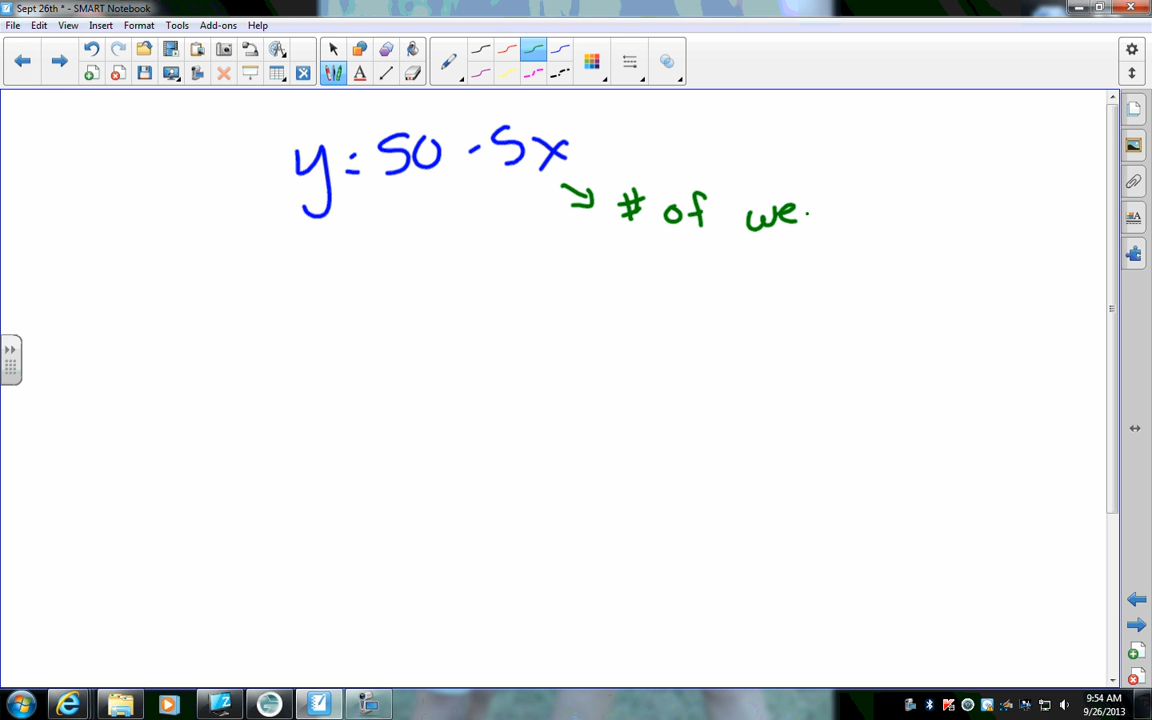 Sept 26th * - SMART Notebook
File Edit View Insert Format Tools Add-ons Help
y = 50 - 5x
# of we
9:54 AM
9/26/2013